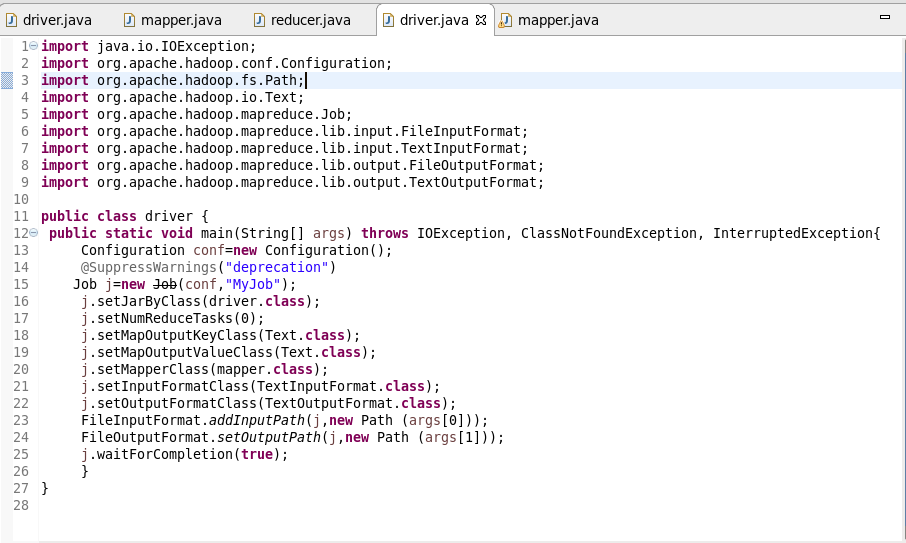 driver.java mapper.java reducer.java driver.java mapper.java
1 import java.io.IOException;
2 import org.apache.hadoop.conf.Configuration;
3 import org.apache.hadoop.fs.Path;
4 import org.apache.hadoop.io.Text;
5 import org.apache.hadoop.mapreduce.Job;
6 import org.apache.hadoop.mapreduce.lib.input.FileInputFormat;
7 import org.apache.hadoop.mapreduce.lib.input.TextInputFormat;
8 import org.apache.hadoop.mapreduce.lib.output.FileOutputFormat;
9 import org.apache.hadoop.mapreduce.lib.output.TextOutputFormat;
10
11 public class driver {
12  public static void main(String[] args) throws IOException, ClassNotFoundException, InterruptedException{
13      Configuration conf=new Configuration();
14      @SuppressWarnings("deprecation")
15     Job j=new Job(conf,"MyJob");
16      j.setJarByClass(driver.class);
17      j.setNumReduceTasks(0);
18      j.setMapOutputKeyClass(Text.class);
19      j.setMapOutputValueClass(Text.class);
20      j.setMapperClass(mapper.class);
21      j.setInputFormatClass(TextInputFormat.class);
22      j.setOutputFormatClass(TextOutputFormat.class);
23      FileInputFormat.addInputPath(j,new Path (args[0]));
24      FileOutputFormat.setOutputPath(j,new Path (args[1]));
25      j.waitForCompletion(true);
26      }
27 }
28